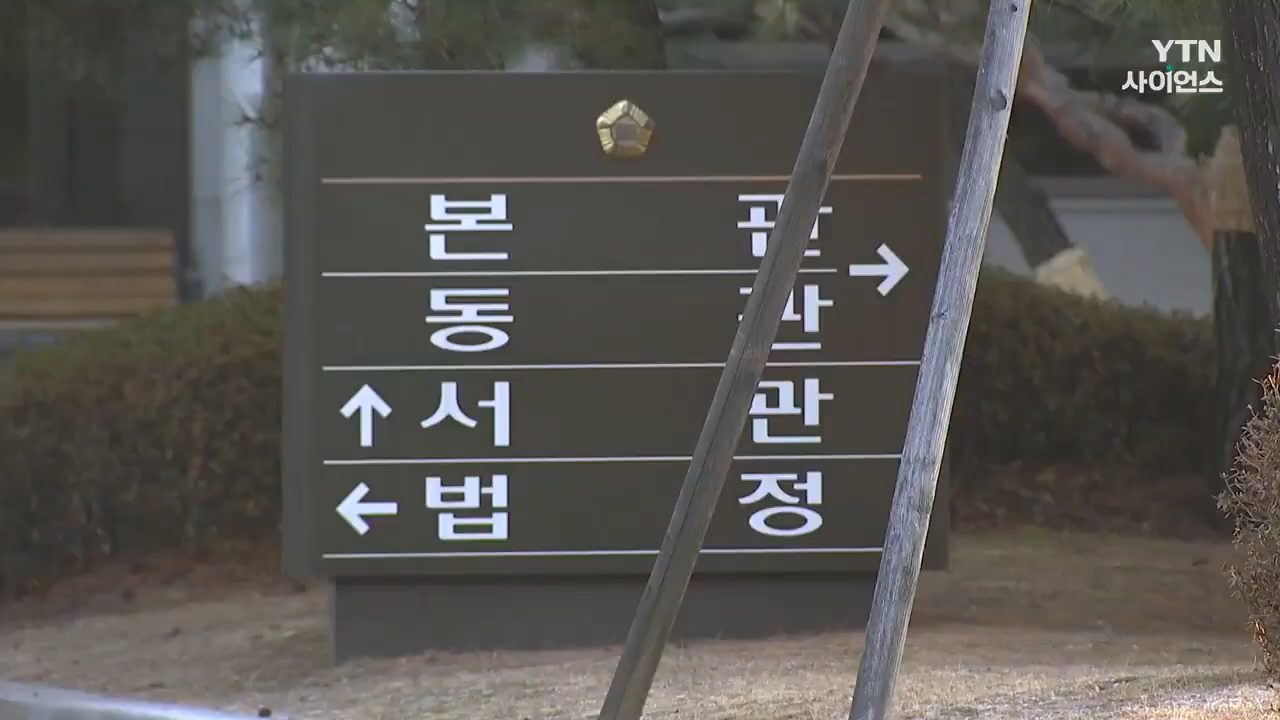 YTN
사이언스
본 관 →
동 관
↑ 서 관
← 법 정